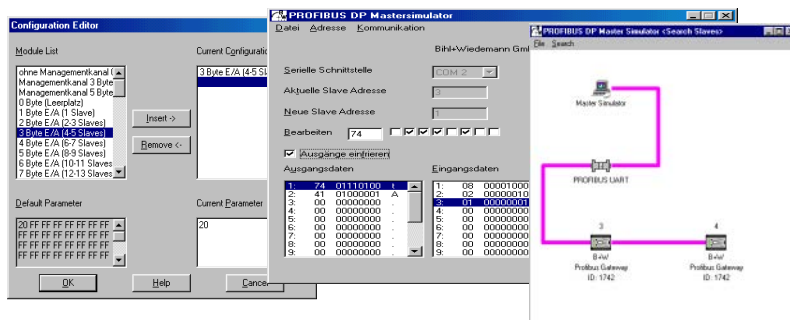 Configuration Editor
Module List
ohne Managementkanal (
Managementkanal 3 Byte
Managementkanal 5 Byte
0 Byte (Leerplatz)
1 Byte E/A (1 Slave)
2 Byte E/A (2-3 Slaves)
3 Byte E/A (4-5 Slaves)
4 Byte E/A (6-7 Slaves)
5 Byte E/A (8-9 Slaves)
6 Byte E/A (10-11 Slaves
7 Byte E/A (12-13 Slaves
Insert ->
Remove <-
Current Configuratio
3 Byte E/A (4-5 Sl
Default Parameter
20 FF FF FF FF FF FF FF
FF FF FF FF FF FF FF FF
FF FF FF FF FF FF FF FF
FF FF FF FF FF FF FF FF
Current Parameter
20
OK
Help
Cance
PROFIBUS DP Mastersimulator
Datei Adresse Kommunikation
Bihl+Wiedemann Gm
Serielle Schnittstelle
COM 2
Aktuelle Slave Adresse
3
Neue Slave Adresse
1
Bearbeiten 74
Ausgänge einfrieren
Ausgangsdaten
1: 74 01110100 t
2: 41 01000001 A
3: 00 00000000 .
4: 00 00000000 .
5: 00 00000000 .
6: 00 00000000 .
7: 00 00000000 .
8: 00 00000000 .
9: 00 00000000 .
Eingangsdaten
1: 08 00001000
2: 02 00000010
3: 01 00000001
4: 00 00000000
5: 00 00000000
6: 00 00000000
7: 00 00000000
8: 00 00000000
9: 00 00000000
PROFIBUS DP Master Simulator <Search Slaves>
File Search
Master Simulator
PROFIBUS UART
3
B+W
Profibus Gateway
ID: 1742
4
B+W
Profibus Gateway
ID: 1742